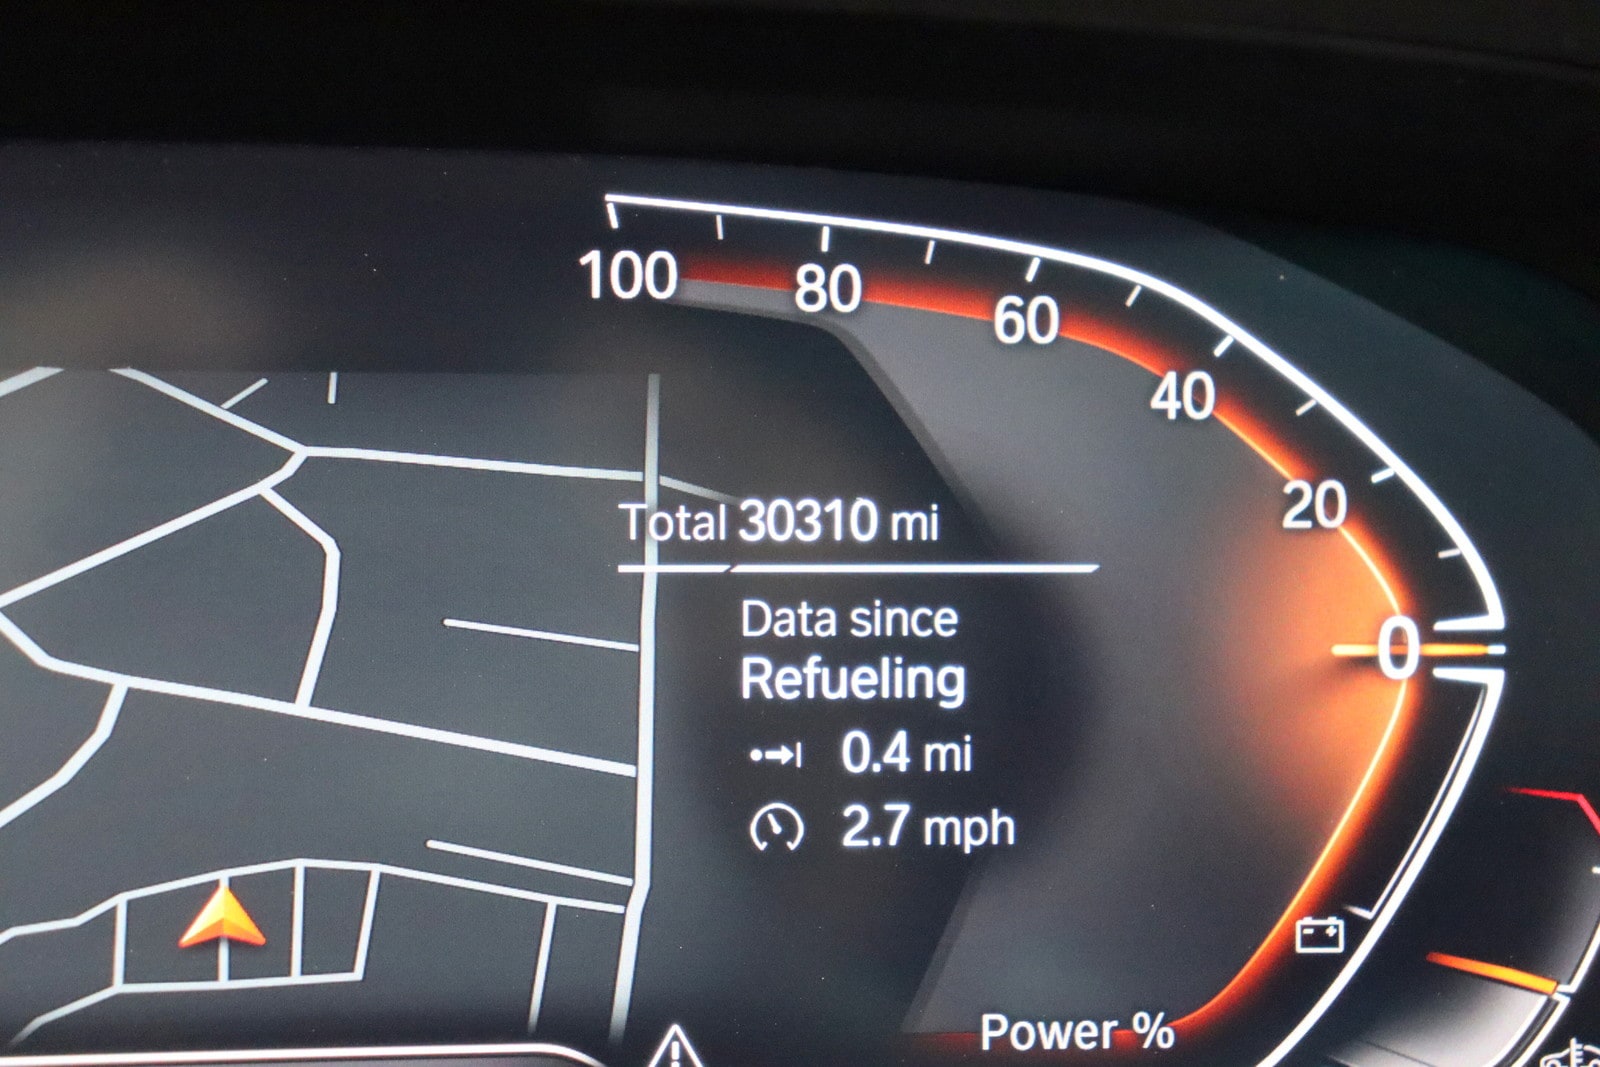 100
80
60
40
20
0
Total 30310 mi
Data since
Refueling
0.4 mi
2.7 mph
Power %